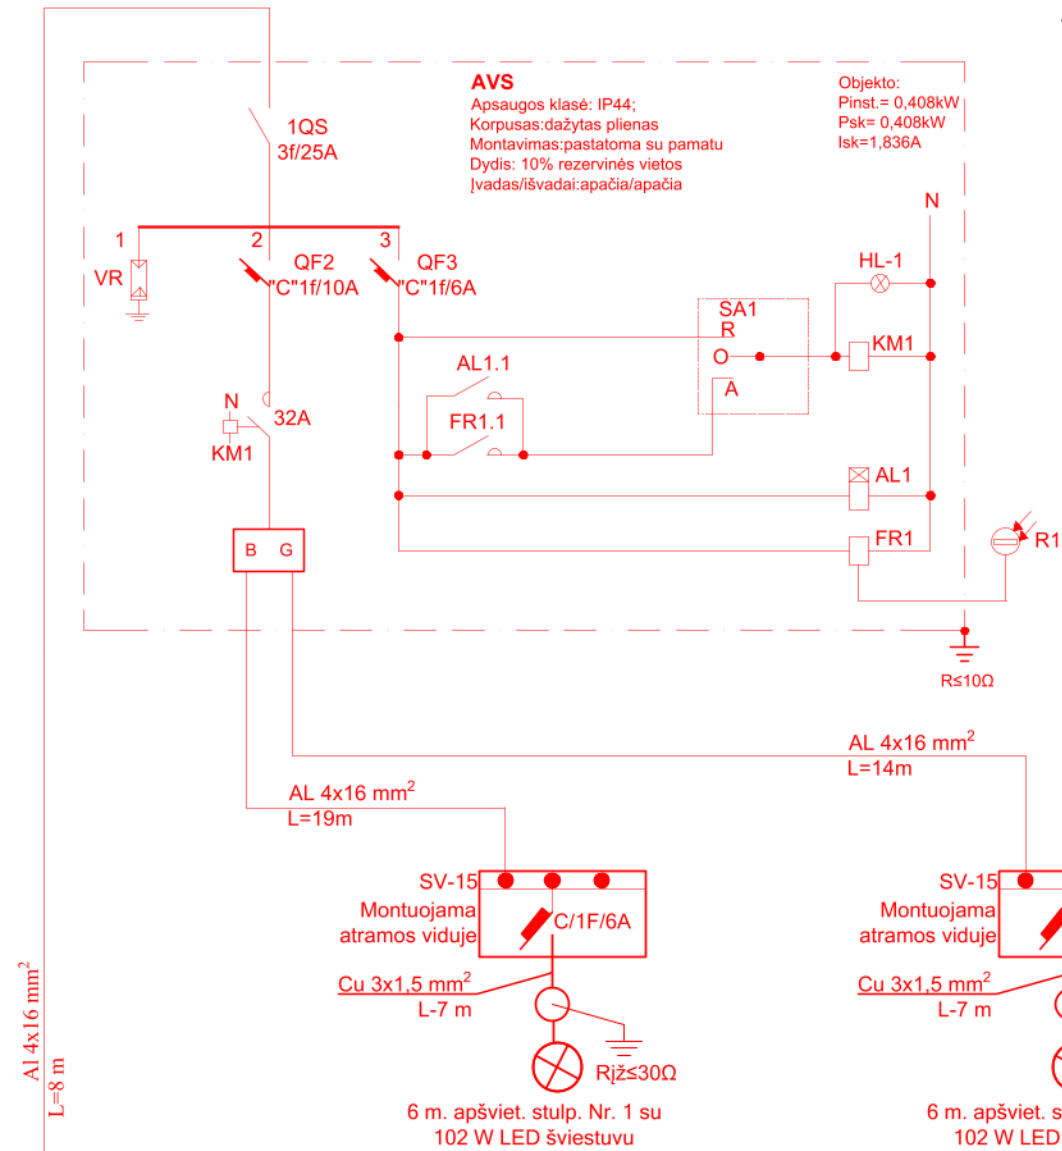 AVS
Apsaugos klasė: IP44;
Korpusas:dažytas plienas
Montavimas:pastatoma su pamatu
Dydis: 10% rezervinės vietos
Įvadas/išvadai:apačia/apačia
Objekto:
Pinst.= 0,408kW
Psk= 0,408kW
Isk=1,836A
1QS
3f/25A
1
2
3
VR
QF2
"C"1f/10A
QF3
"C"1f/6A
N
HL-1
SA1
R
O
A
KM1
AL1.1
FR1.1
N
32A
KM1
AL1
FR1
R1
B G
R≤10Ω
AL 4x16 mm²
L=14m
AL 4x16 mm²
L=19m
SV-15
Montuojama
atramos viduje
C/1F/6A
Cu 3x1,5 mm²
L-7 m
Rįž≤30Ω
6 m. apšviet. stulp. Nr. 1 su
102 W LED šviestuvu
SV-15
Montuojama
atramos viduje
Cu 3x1,5 mm²
L-7 m
6 m. apšviet. s
102 W LED
Al 4x16 mm²
L=8 m